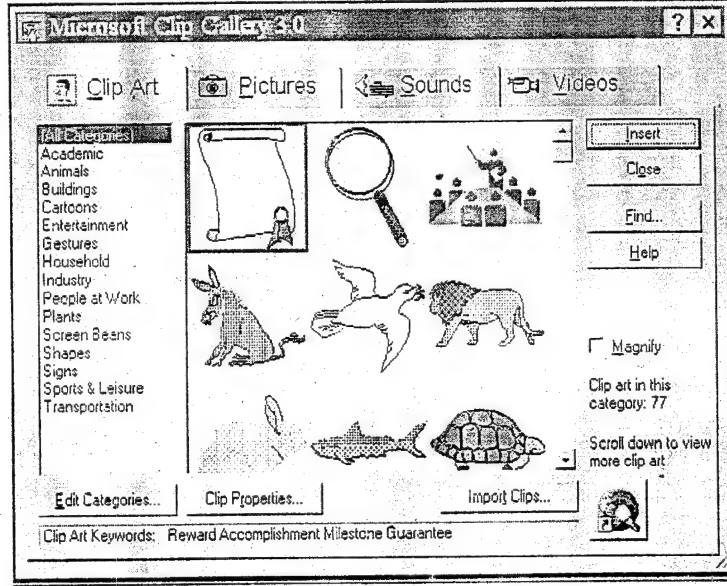 Microsoft Clip Gallery 3.0
? ×
Clip Art
Pictures
Sounds
Videos
(All Categories)
Academic
Animals
Buildings
Cartoons
Entertainment
Gestures
Household
Industry
People at Work
Plants
Screen Beans
Shapes
Signs
Sports & Leisure
Transportation
Insert
Close
Find...
Help
Magnify
Clip art in this
category: 77
Scroll down to view
more clip art
Edit Categories...
Clip Properties...
Import Clips...
Clip Art Keywords: Reward Accomplishment Milestone Guarantee